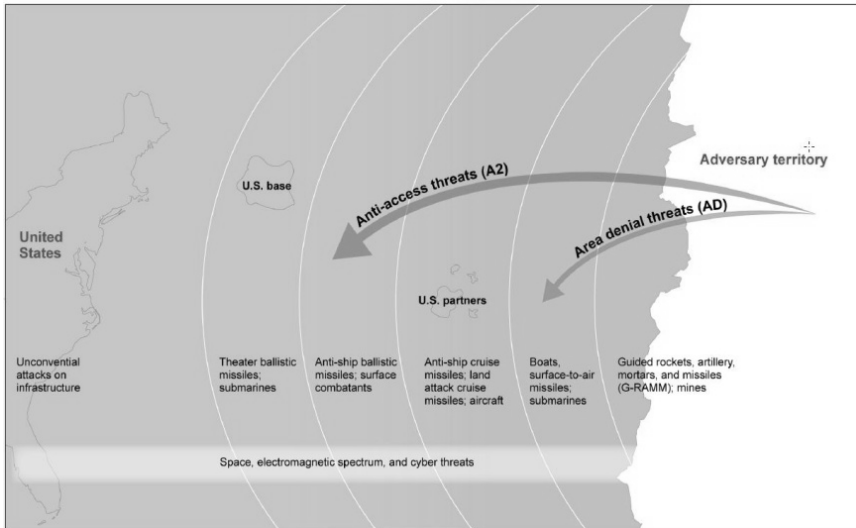 U.S. base
Anti-access threats (A2)
Adversary territory
Area denial threats (AD)
United
States
U.S. partners
Unconvential
attacks on
infrastructure
Theater ballistic
missiles;
submarines
Anti-ship ballistic
missiles; surface
combatants
Anti-ship cruise
missiles; land
attack cruise
missiles; aircraft
Boats,
surface-to-air
missiles;
submarines
Guided rockets, artillery,
mortars, and missiles
(G-RAMM); mines
Space, electromagnetic spectrum, and cyber threats